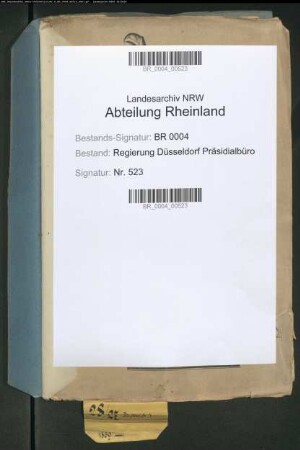 BR_0004_00523
Landesarchiv NRW
Abteilung Rheinland
Bestands-Signatur: BR 0004
Bestand: Regierung Düsseldorf Präsidialbüro
Signatur: Nr. 523
BR_0004_00523